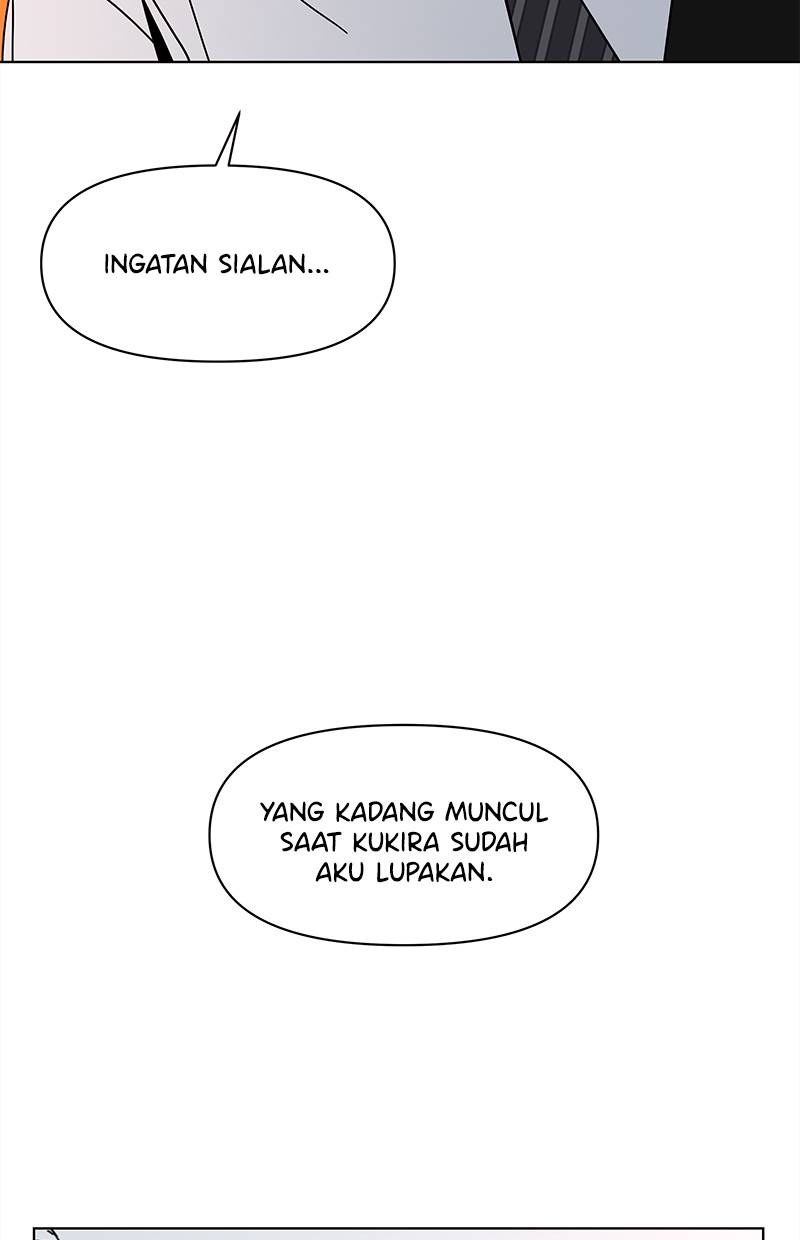 INGATAN SIALAN...
YANG KADANG MUNCUL
SAAT KUKIRA SUDAH
AKU LUPAKAN.